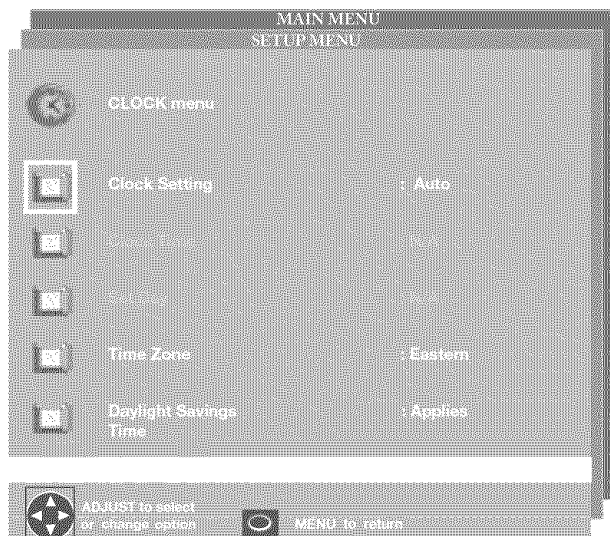 MAIN MENU
SETUP MENU
CLOCK menu
Clock Setting : Auto
Time Zone : Eastern
Daylight Savings : Applies
Time
ADJUST to select
or change option
MENU to return